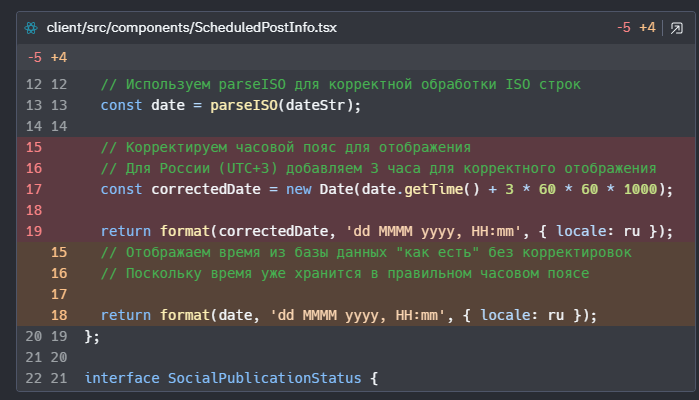 client/src/components/ScheduledPostInfo.tsx -5 +4
-5 +4
12 12 // Используем parseISO для корректной обработки ISO строк
13 13 const date = parseISO(dateStr);
14 14
15 // Корректируем часовой пояс для отображения
16 // Для России (UTC+3) добавляем 3 часа для корректного отображения
17 const correctedDate = new Date(date.getTime() + 3 * 60 * 60 * 1000);
18
19 return format(correctedDate, 'dd MMMM yyyy, HH:mm', { locale: ru });
15 // Отображаем время из базы данных "как есть" без корректировок
16 // Поскольку время уже хранится в правильном часовом поясе
17
18 return format(date, 'dd MMMM yyyy, HH:mm', { locale: ru });
20 19 };
21 20
22 21 interface SocialPublicationStatus {